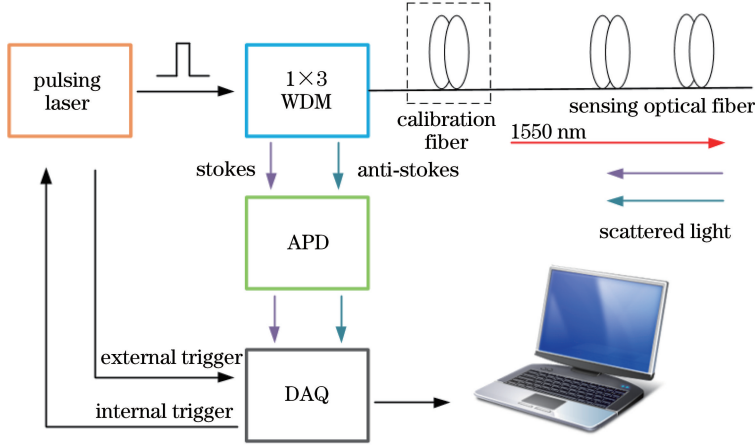 pulsing
laser
1×3
WDM
calibration
fiber
sensing optical fiber
1550 nm
stokes
anti-stokes
scattered light
APD
external trigger
internal trigger
DAQ